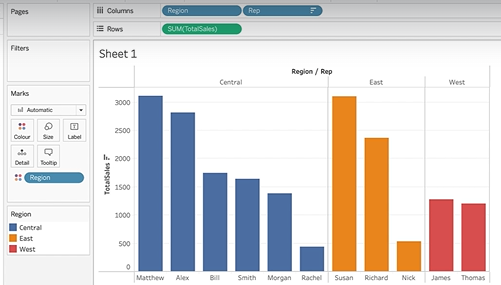 Pages
Columns
Region
Rep
Rows
SUM(TotalSales)
Filters
Marks
Automatic
Colour
Size
Label
Detail
Tooltip
Region
Region
Central
East
West
Sheet 1
Region / Rep
Central
East
West
TotalSales
3000
2500
2000
1500
1000
500
0
Matthew
Alex
Bill
Smith
Morgan
Rachel
Susan
Richard
Nick
James
Thomas